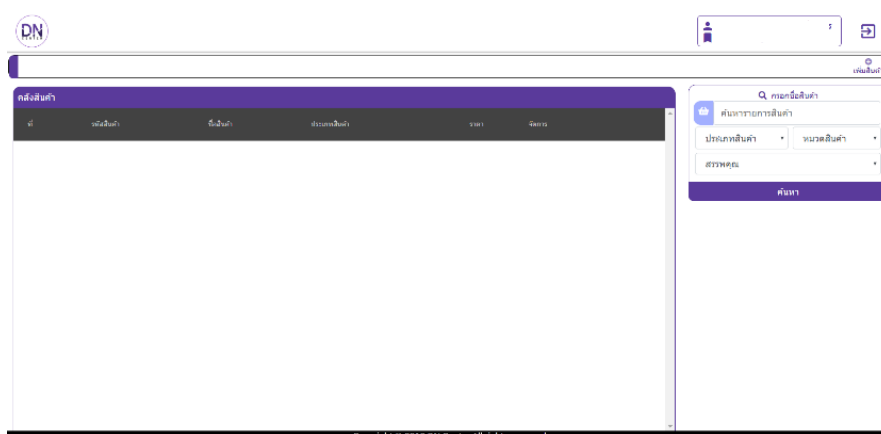 DN
CENTER
เพิ่มสินค้า
คลังสินค้า
ที่ รหัสสินค้า ชื่อสินค้า ประเภทสินค้า ราคา จัดการ
กรอกชื่อสินค้า
ค้นหารายการสินค้า
ประเภทสินค้า หมวดสินค้า
สรรพคุณ
ค้นหา